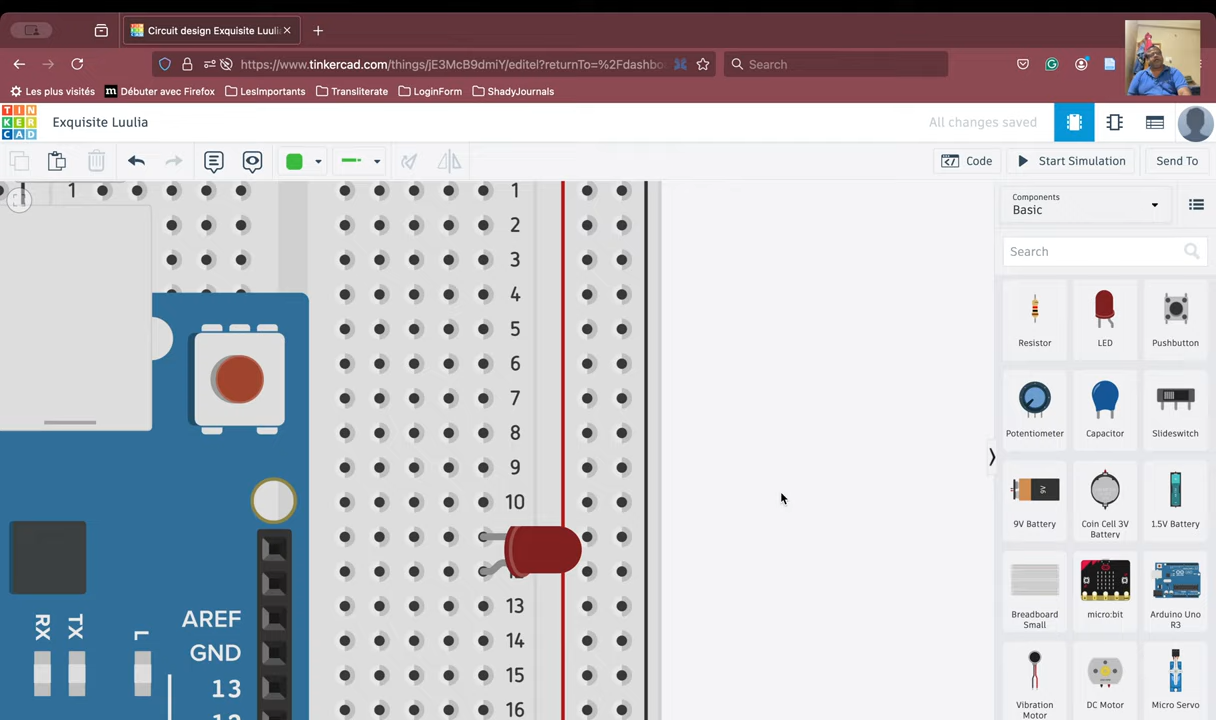 Circuit design Exquisite Luuli
https://www.tinkercad.com/things/jE3McB9dmiY/editel?returnTo=%2Fdashbo
Search
Les plus visités
Débuter avec Firefox
LesImportants
Transliterate
LoginForm
ShadyJournals
TIN
KER
CAD
Exquisite Luulia
All changes saved
Code
Start Simulation
Send To
Components
Basic
Search
Resistor
LED
Pushbutton
Potentiometer
Capacitor
Slideswitch
9V Battery
Coin Cell 3V
Battery
1.5V Battery
Breadboard
Small
micro:bit
Arduino Uno
R3
Vibration
Motor
DC Motor
Micro Servo
1
1
2
3
4
5
6
7
8
9
10
13
14
15
16
RX
TX
L
AREF
GND
13